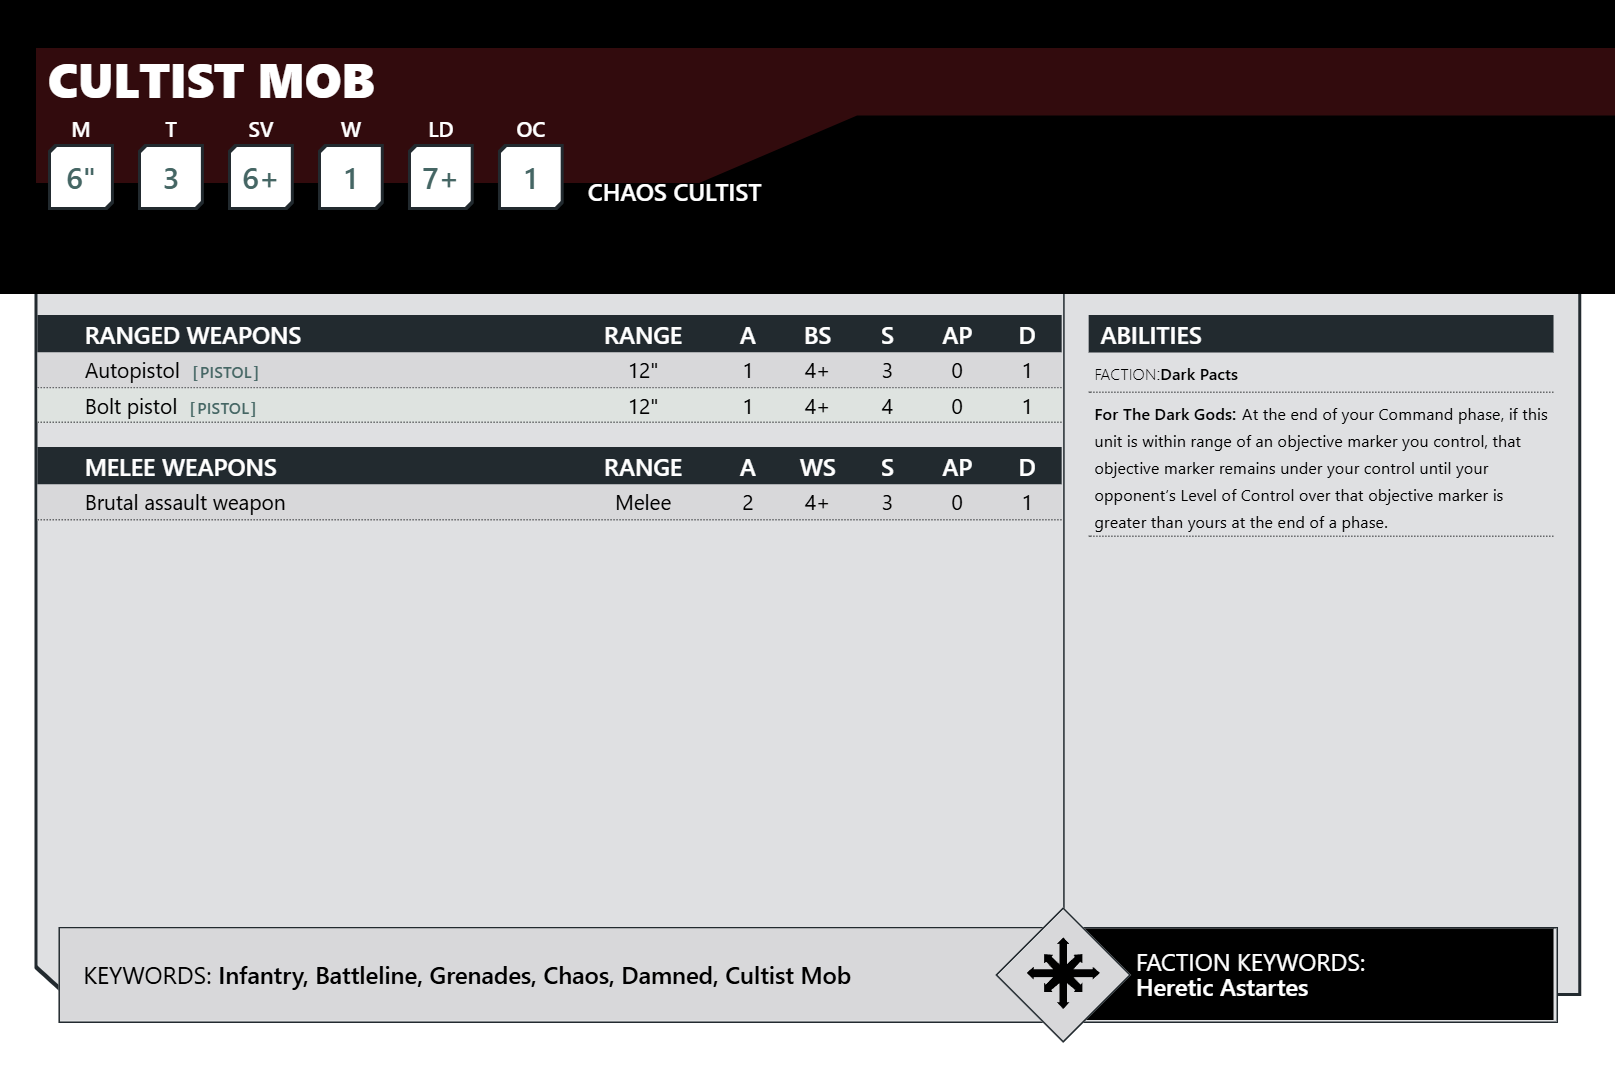 CULTIST MOB
M T SV W LD OC
6" 3 6+ 1 7+ 1 CHAOS CULTIST
RANGED WEAPONS RANGE A BS S AP D
Autopistol [PISTOL] 12" 1 4+ 3 0 1
Bolt pistol [PISTOL] 12" 1 4+ 4 0 1
MELEE WEAPONS RANGE A WS S AP D
Brutal assault weapon Melee 2 4+ 3 0 1
ABILITIES
FACTION:Dark Pacts
For The Dark Gods: At the end of your Command phase, if this
unit is within range of an objective marker you control, that
objective marker remains under your control until your
opponent’s Level of Control over that objective marker is
greater than yours at the end of a phase.
KEYWORDS: Infantry, Battleline, Grenades, Chaos, Damned, Cultist Mob
FACTION KEYWORDS:
Heretic Astartes